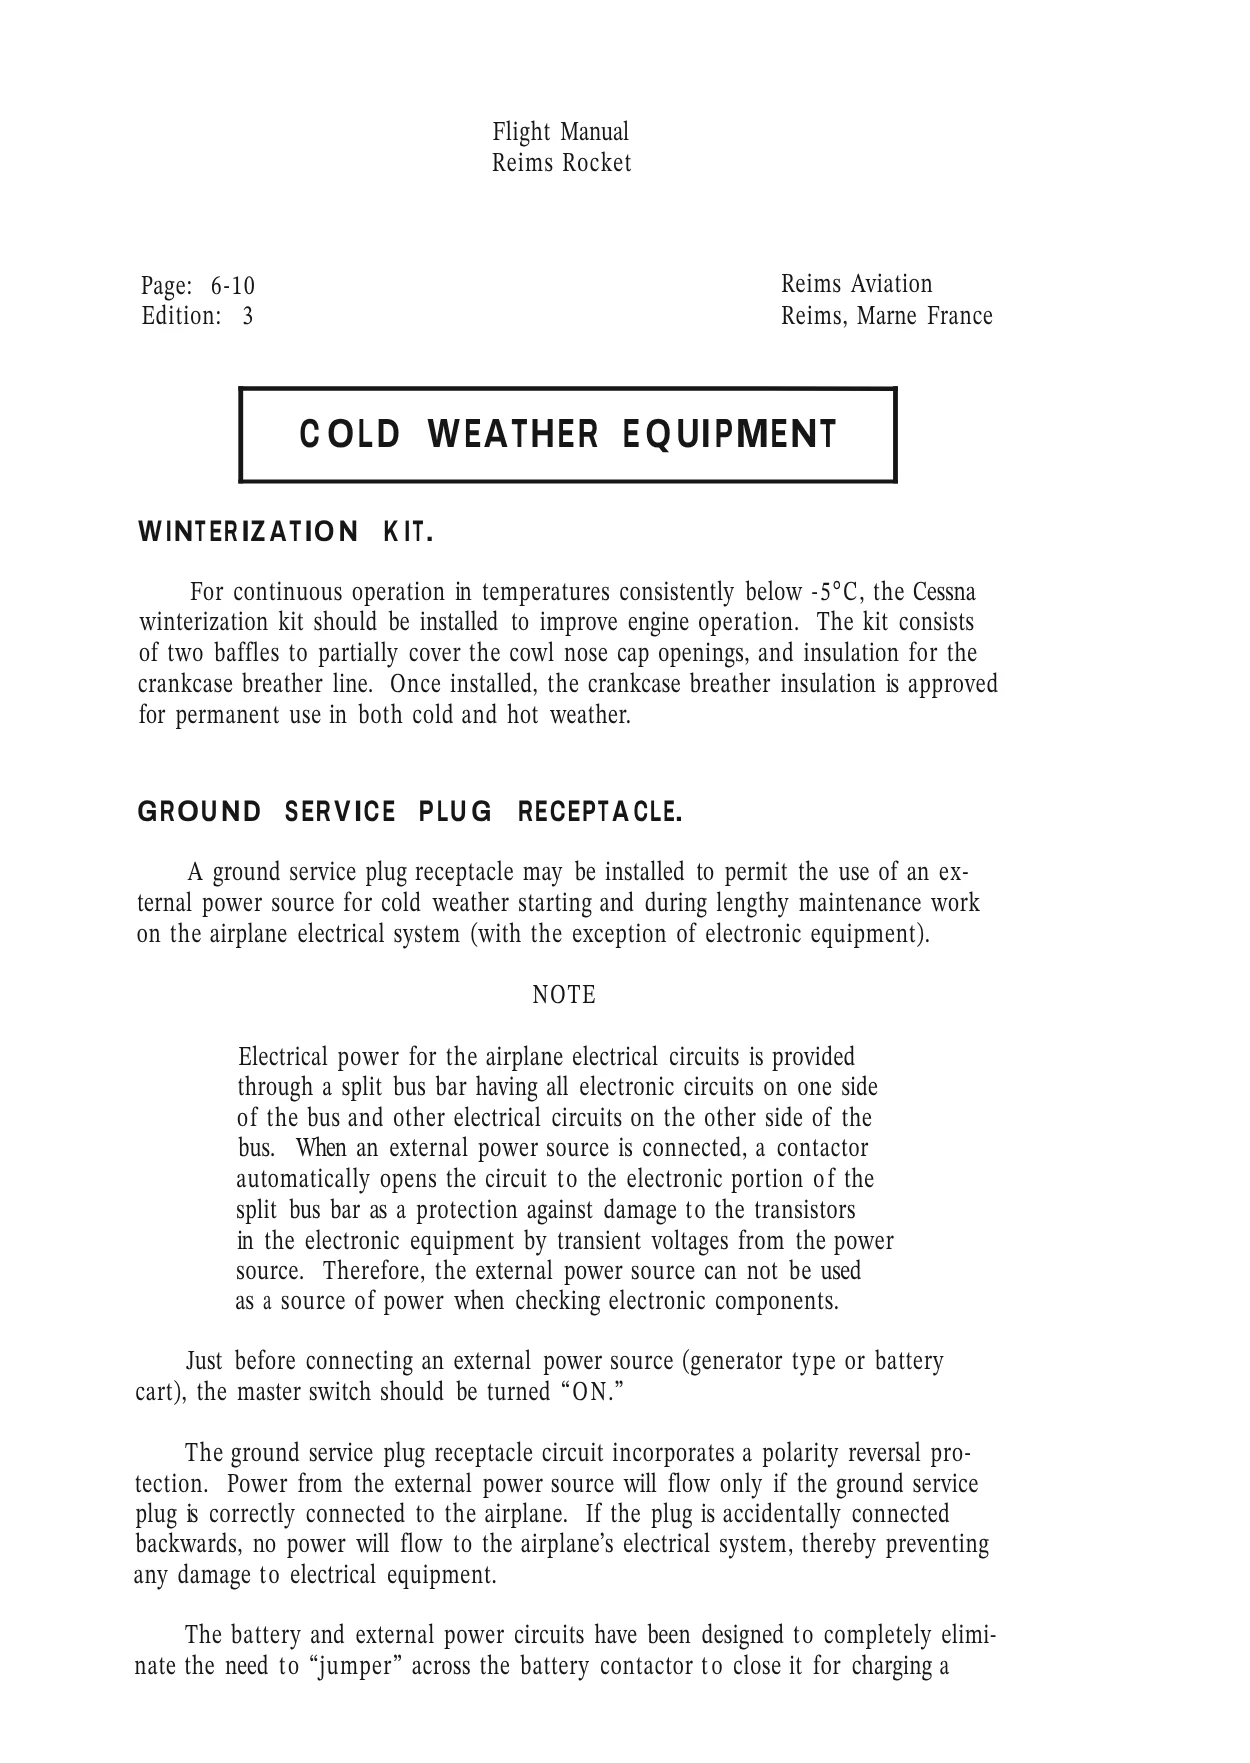 Flight Manual
Reims Rocket
Page: 6-10
Edition: 3
Reims Aviation
Reims, Marne France
COLD WEATHER EQUIPMENT
WINTERIZATION KIT.
For continuous operation in temperatures consistently below -5°C, the Cessna
winterization kit should be installed to improve engine operation. The kit consists
of two baffles to partially cover the cowl nose cap openings, and insulation for the
crankcase breather line. Once installed, the crankcase breather insulation is approved
for permanent use in both cold and hot weather.
GROUND SERVICE PLUG RECEPTACLE.
A ground service plug receptacle may be installed to permit the use of an ex-
ternal power source for cold weather starting and during lengthy maintenance work
on the airplane electrical system (with the exception of electronic equipment).
NOTE
Electrical power for the airplane electrical circuits is provided
through a split bus bar having all electronic circuits on one side
of the bus and other electrical circuits on the other side of the
bus. When an external power source is connected, a contactor
automatically opens the circuit to the electronic portion of the
split bus bar as a protection against damage to the transistors
in the electronic equipment by transient voltages from the power
source. Therefore, the external power source can not be used
as a source of power when checking electronic components.
Just before connecting an external power source (generator type or battery
cart), the master switch should be turned “ON.”
The ground service plug receptacle circuit incorporates a polarity reversal pro-
tection. Power from the external power source will flow only if the ground service
plug is correctly connected to the airplane. If the plug is accidentally connected
backwards, no power will flow to the airplane’s electrical system, thereby preventing
any damage to electrical equipment.
The battery and external power circuits have been designed to completely elimi-
nate the need to “jumper” across the battery contactor to close it for charging a